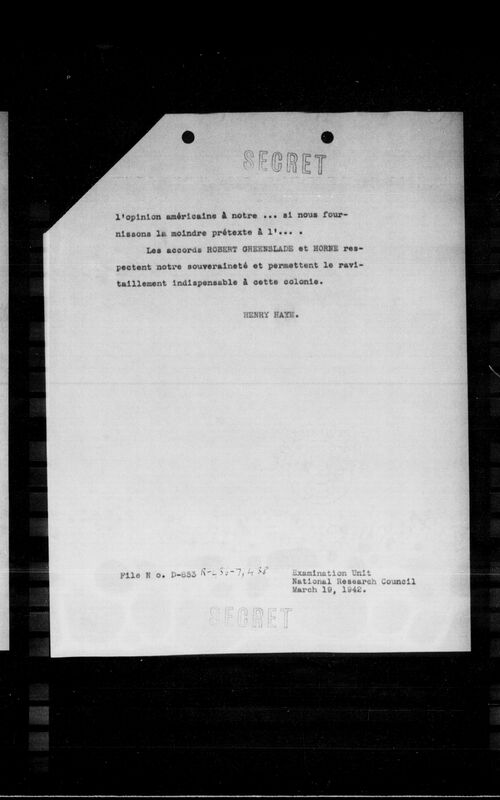 SECRET
l'opinion américaine à notre ... si nous four-
nissons la moindre prétexte à l'... .
Les accords ROBERT GREENSLADE et HORNE res-
pectent notre souveraineté et permettent le ravi-
taillement indispensable à cette colonie.
HENRY HAYE.
File N o. D-853
Examination Unit
National Research Council
March 19, 1942.
SECRET